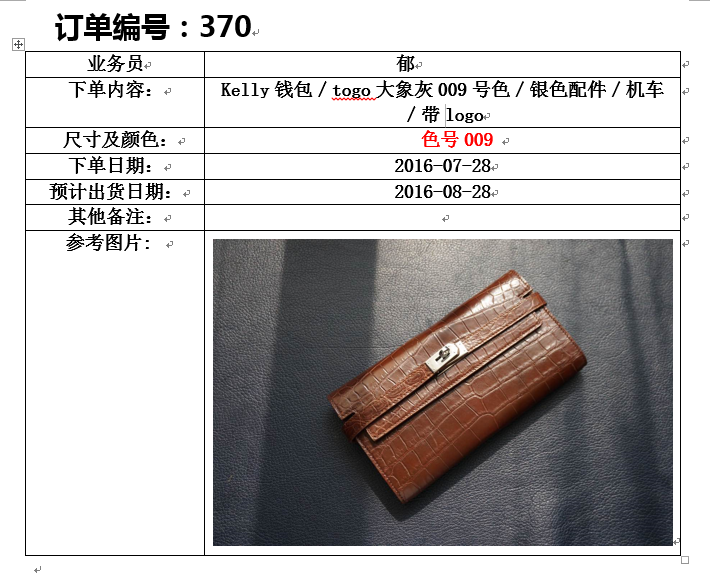 订单编号：370
业务员
郁
下单内容：
Kelly 钱包 / togo 大象灰 009 号色 / 银色配件 / 机车
/ 带 logo
尺寸及颜色：
色号 009
下单日期：
2016-07-28
预计出货日期：
2016-08-28
其他备注：
参考图片: